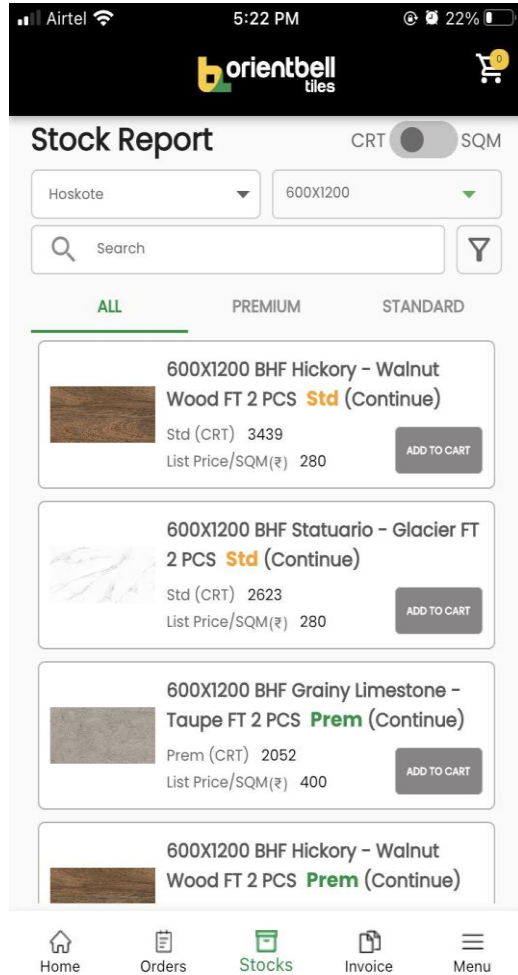 Airtel 5:22 PM 22%
orientbell
tiles
0
Stock Report CRT SQM
Hoskote 600X1200
Search
ALL PREMIUM STANDARD
600X1200 BHF Hickory - Walnut
Wood FT 2 PCS Std (Continue)
Std (CRT) 3439
List Price/SQM(₹) 280
ADD TO CART
600X1200 BHF Statuario - Glacier FT
2 PCS Std (Continue)
Std (CRT) 2623
List Price/SQM(₹) 280
ADD TO CART
600X1200 BHF Grainy Limestone -
Taupe FT 2 PCS Prem (Continue)
Prem (CRT) 2052
List Price/SQM(₹) 400
ADD TO CART
600X1200 BHF Hickory - Walnut
Wood FT 2 PCS Prem (Continue)
Home Orders Stocks Invoice Menu